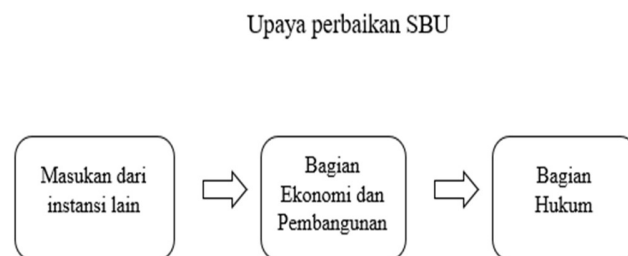 Upaya perbaikan SBU
Masukan dari
instansi lain
Bagian
Ekonomi dan
Pembangunan
Bagian
Hukum